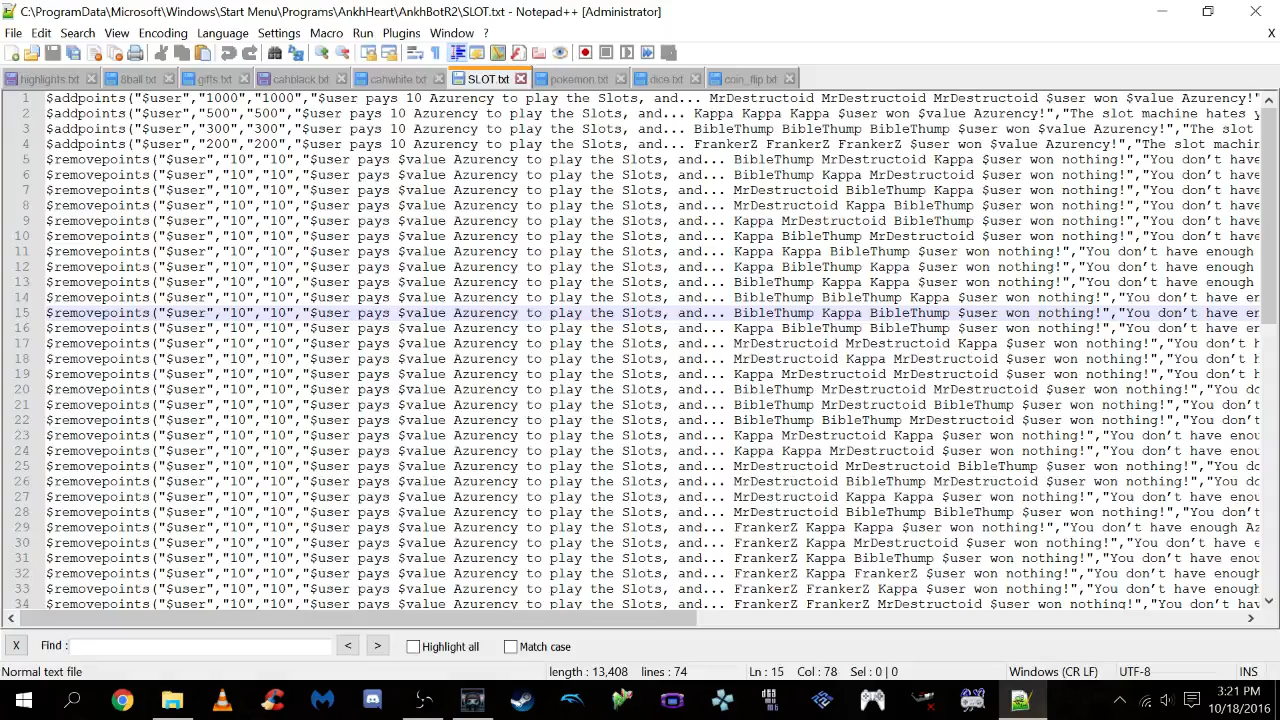 C:\ProgramData\Microsoft\Windows\Start Menu\Programs\AnkhHeart\AnkhBotR2\SLOT.txt - Notepad++ [Administrator]
File Edit Search View Encoding Language Settings Macro Run Plugins Window ? X
highlights.txt 8ball.txt gifts.txt cahblack.txt cahwhite.txt SLOT.txt pokemon.txt dice.txt coin_flip.txt
1 $addpoints("$user","1000","1000","$user pays 10 Azurency to play the Slots, and... MrDestructoid MrDestructoid MrDestructoid $user won $value Azurency!"
2 $addpoints("$user","500","500","$user pays 10 Azurency to play the Slots, and... Kappa Kappa Kappa $user won $value Azurency!","The slot machine hates y
3 $addpoints("$user","300","300","$user pays 10 Azurency to play the Slots, and... BibleThump BibleThump BibleThump $user won $value Azurency!","The slot
4 $addpoints("$user","200","200","$user pays 10 Azurency to play the Slots, and... FrankerZ FrankerZ FrankerZ $user won $value Azurency!","The slot machin
5 $removepoints("$user","10","10","$user pays $value Azurency to play the Slots, and... BibleThump MrDestructoid Kappa $user won nothing!","You don't have
6 $removepoints("$user","10","10","$user pays $value Azurency to play the Slots, and... BibleThump Kappa MrDestructoid $user won nothing!","You don't have
7 $removepoints("$user","10","10","$user pays $value Azurency to play the Slots, and... MrDestructoid BibleThump Kappa $user won nothing!","You don't have
8 $removepoints("$user","10","10","$user pays $value Azurency to play the Slots, and... MrDestructoid Kappa BibleThump $user won nothing!","You don't have
9 $removepoints("$user","10","10","$user pays $value Azurency to play the Slots, and... Kappa MrDestructoid BibleThump $user won nothing!","You don't have
10 $removepoints("$user","10","10","$user pays $value Azurency to play the Slots, and... Kappa BibleThump MrDestructoid $user won nothing!","You don't have
11 $removepoints("$user","10","10","$user pays $value Azurency to play the Slots, and... Kappa Kappa BibleThump $user won nothing!","You don't have enough
12 $removepoints("$user","10","10","$user pays $value Azurency to play the Slots, and... Kappa BibleThump Kappa $user won nothing!","You don't have enough
13 $removepoints("$user","10","10","$user pays $value Azurency to play the Slots, and... BibleThump Kappa Kappa $user won nothing!","You don't have enough
14 $removepoints("$user","10","10","$user pays $value Azurency to play the Slots, and... BibleThump BibleThump Kappa $user won nothing!","You don't have en
15 $removepoints("$user","10","10","$user pays $value Azurency to play the Slots, and... BibleThump Kappa BibleThump $user won nothing!","You don't have en
16 $removepoints("$user","10","10","$user pays $value Azurency to play the Slots, and... Kappa BibleThump BibleThump $user won nothing!","You don't have en
17 $removepoints("$user","10","10","$user pays $value Azurency to play the Slots, and... MrDestructoid MrDestructoid Kappa $user won nothing!","You don't h
18 $removepoints("$user","10","10","$user pays $value Azurency to play the Slots, and... MrDestructoid Kappa MrDestructoid $user won nothing!","You don't h
19 $removepoints("$user","10","10","$user pays $value Azurency to play the Slots, and... Kappa MrDestructoid MrDestructoid $user won nothing!","You don't h
20 $removepoints("$user","10","10","$user pays $value Azurency to play the Slots, and... BibleThump MrDestructoid MrDestructoid $user won nothing!","You do
21 $removepoints("$user","10","10","$user pays $value Azurency to play the Slots, and... BibleThump MrDestructoid BibleThump $user won nothing!","You don't
22 $removepoints("$user","10","10","$user pays $value Azurency to play the Slots, and... BibleThump BibleThump MrDestructoid $user won nothing!","You don't
23 $removepoints("$user","10","10","$user pays $value Azurency to play the Slots, and... Kappa MrDestructoid Kappa $user won nothing!","You don't have enou
24 $removepoints("$user","10","10","$user pays $value Azurency to play the Slots, and... Kappa Kappa MrDestructoid $user won nothing!","You don't have enou
25 $removepoints("$user","10","10","$user pays $value Azurency to play the Slots, and... MrDestructoid MrDestructoid BibleThump $user won nothing!","You do
26 $removepoints("$user","10","10","$user pays $value Azurency to play the Slots, and... MrDestructoid BibleThump MrDestructoid $user won nothing!","You do
27 $removepoints("$user","10","10","$user pays $value Azurency to play the Slots, and... MrDestructoid Kappa Kappa $user won nothing!","You don't have enou
28 $removepoints("$user","10","10","$user pays $value Azurency to play the Slots, and... MrDestructoid BibleThump BibleThump $user won nothing!","You don't
29 $removepoints("$user","10","10","$user pays $value Azurency to play the Slots, and... FrankerZ Kappa Kappa $user won nothing!","You don't have enough Az
30 $removepoints("$user","10","10","$user pays $value Azurency to play the Slots, and... FrankerZ Kappa MrDestructoid $user won nothing!","You don't have e
31 $removepoints("$user","10","10","$user pays $value Azurency to play the Slots, and... FrankerZ Kappa BibleThump $user won nothing!","You don't have enou
32 $removepoints("$user","10","10","$user pays $value Azurency to play the Slots, and... FrankerZ Kappa FrankerZ $user won nothing!","You don't have enough
33 $removepoints("$user","10","10","$user pays $value Azurency to play the Slots, and... FrankerZ FrankerZ Kappa $user won nothing!","You don't have enough
34 $removepoints("$user","10","10","$user pays $value Azurency to play the Slots, and... FrankerZ FrankerZ MrDestructoid $user won nothing!","You don't hav
X Find : < > Highlight all Match case
Normal text file length : 13,408 lines : 74 Ln : 15 Col : 78 Sel : 0 | 0 Windows (CR LF) UTF-8 INS
3:21 PM
10/18/2016